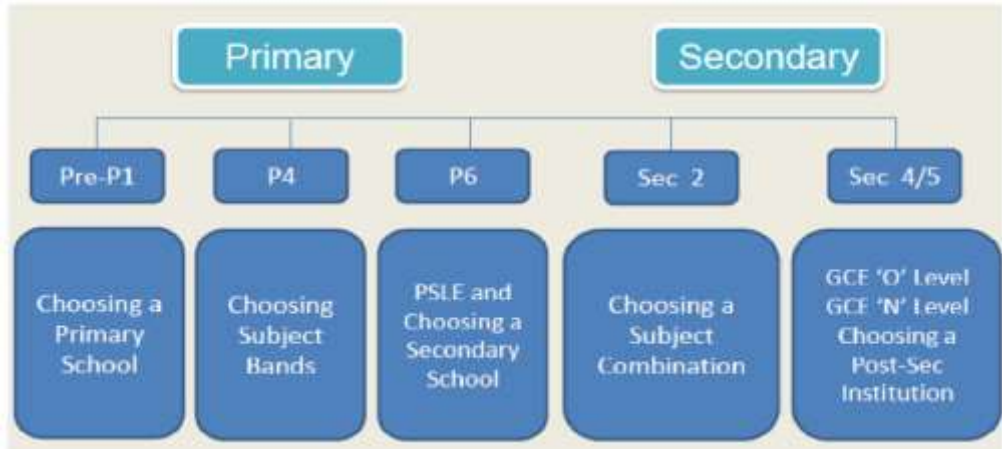 Primary
Secondary
Pre-P1
P4
P6
Sec 2
Sec 4/5
Choosing a
Primary
School
Choosing
Subject
Bands
PSLE and
Choosing a
Secondary
School
Choosing a
Subject
Combination
GCE ‘O’ Level
GCE ‘N’ Level
Choosing a
Post-Sec
Institution